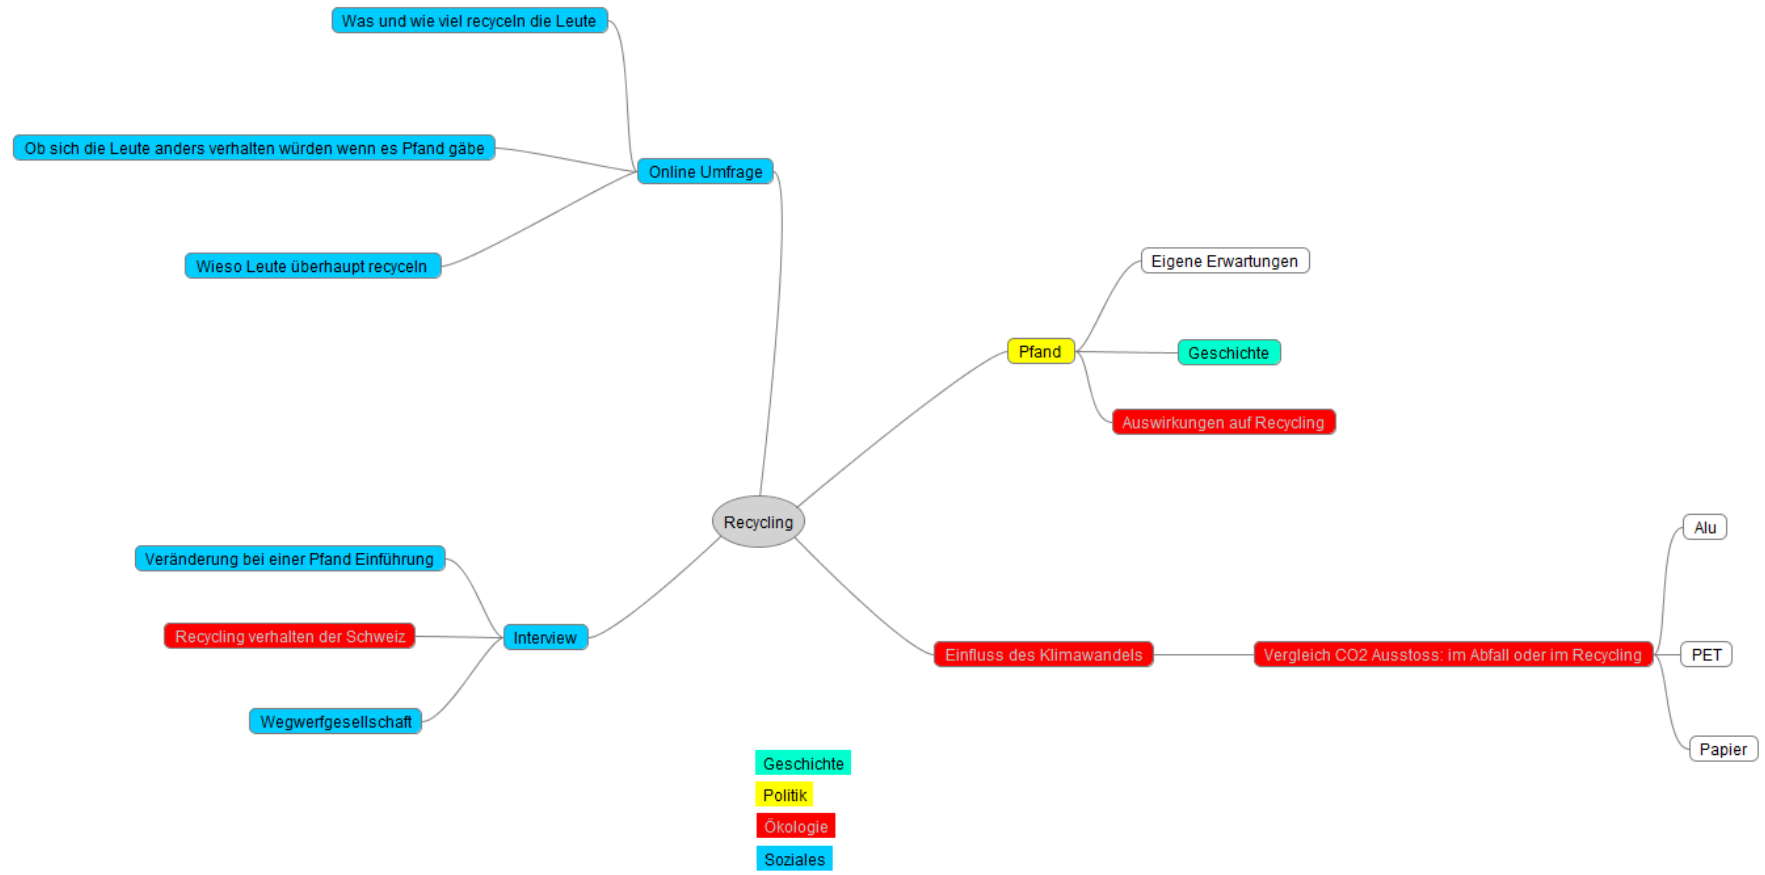 Was und wie viel recyceln die Leute
Ob sich die Leute anders verhalten würden wenn es Pfand gäbe
Online Umfrage
Wieso Leute überhaupt recyceln
Eigene Erwartungen
Pfand
Geschichte
Auswirkungen auf Recycling
Recycling
Veränderung bei einer Pfand Einführung
Recycling verhalten der Schweiz
Interview
Wegwerfgesellschaft
Einfluss des Klimawandels
Vergleich CO2 Ausstoss: im Abfall oder im Recycling
Alu
PET
Papier
Geschichte
Politik
Ökologie
Soziales